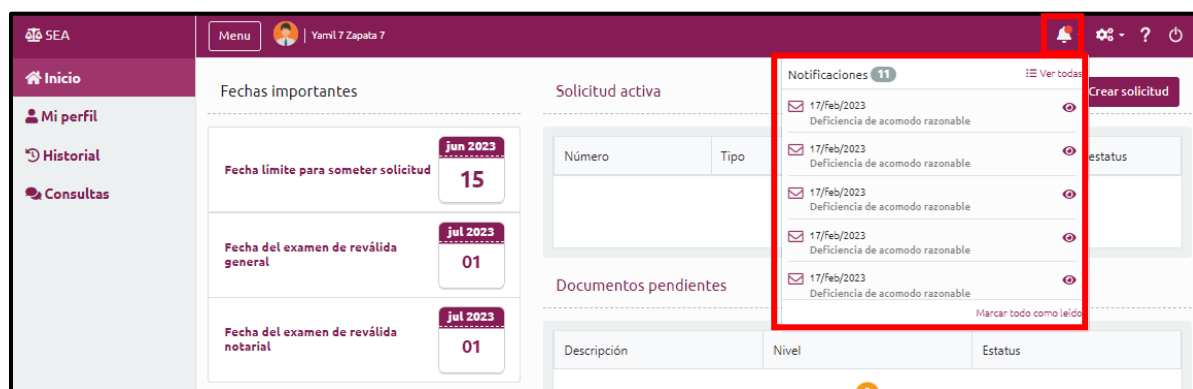 SEA
Menu
| Yamil 7 Zapata 7
?
Inicio
Mi perfil
Historial
Consultas
Fechas importantes
Fecha límite para someter solicitud
jun 2023
15
Fecha del examen de reválida
general
jul 2023
01
Fecha del examen de reválida
notarial
jul 2023
01
Solicitud activa
Crear solicitud
Número
Tipo
estatus
Documentos pendientes
Descripción
Nivel
Estatus
Notificaciones 11
Ver todas
17/feb/2023
Deficiencia de acomodo razonable
17/feb/2023
Deficiencia de acomodo razonable
17/feb/2023
Deficiencia de acomodo razonable
17/feb/2023
Deficiencia de acomodo razonable
17/feb/2023
Deficiencia de acomodo razonable
Marcar todo como leído